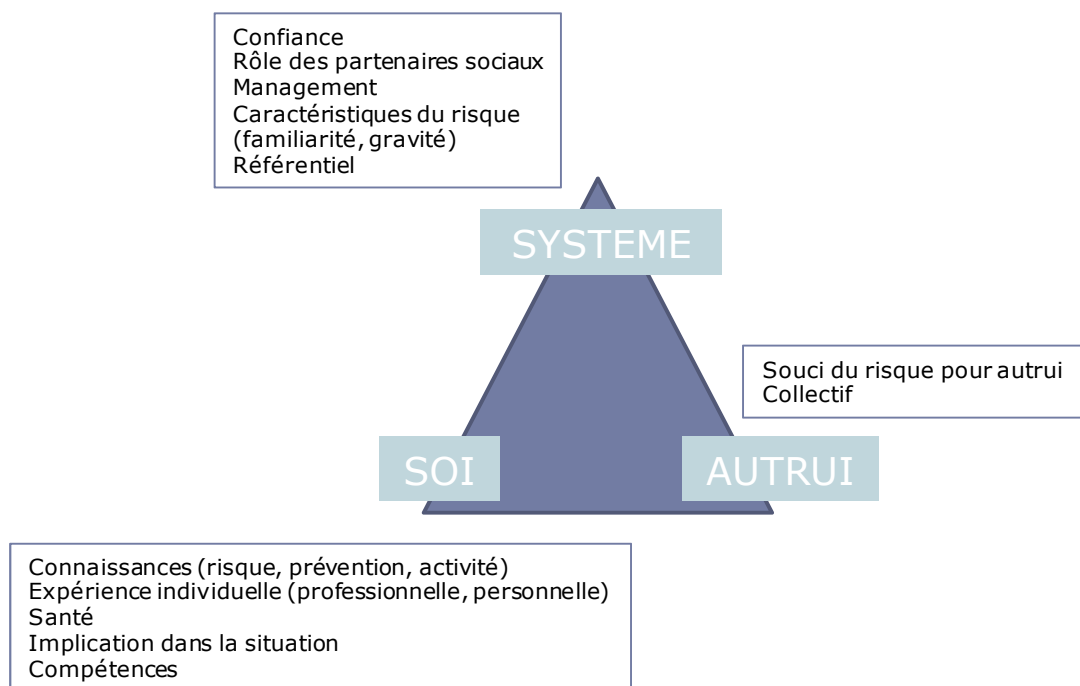 Confiance
Rôle des partenaires sociaux
Management
Caractéristiques du risque
(familiarité, gravité)
Référentiel
SYSTEME
Souci du risque pour autrui
Collectif
SOI
AUTRUI
Connaissances (risque, prévention, activité)
Expérience individuelle (professionnelle, personnelle)
Santé
Implication dans la situation
Compétences